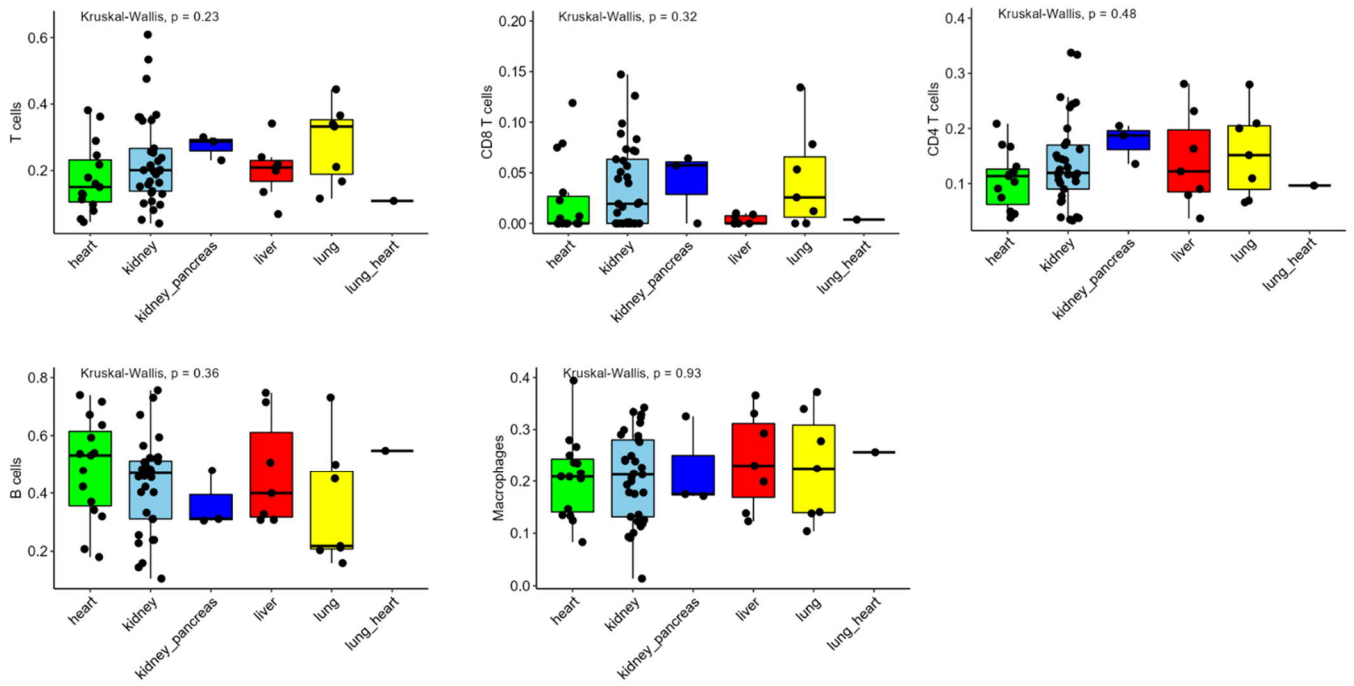 Kruskal-Wallis, p = 0.23
T cells
0.6
0.4
0.2
heart
kidney
kidney_pancreas
liver
lung
lung_heart
Kruskal-Wallis, p = 0.32
CD8 T cells
0.20
0.15
0.10
0.05
0.00
heart
kidney
kidney_pancreas
liver
lung
lung_heart
Kruskal-Wallis, p = 0.48
CD4 T cells
0.4
0.3
0.2
0.1
heart
kidney
kidney_pancreas
liver
lung
lung_heart
Kruskal-Wallis, p = 0.36
B cells
0.8
0.6
0.4
0.2
heart
kidney
kidney_pancreas
liver
lung
lung_heart
Kruskal-Wallis, p = 0.93
Macrophages
0.4
0.3
0.2
0.1
0.0
heart
kidney
kidney_pancreas
liver
lung
lung_heart